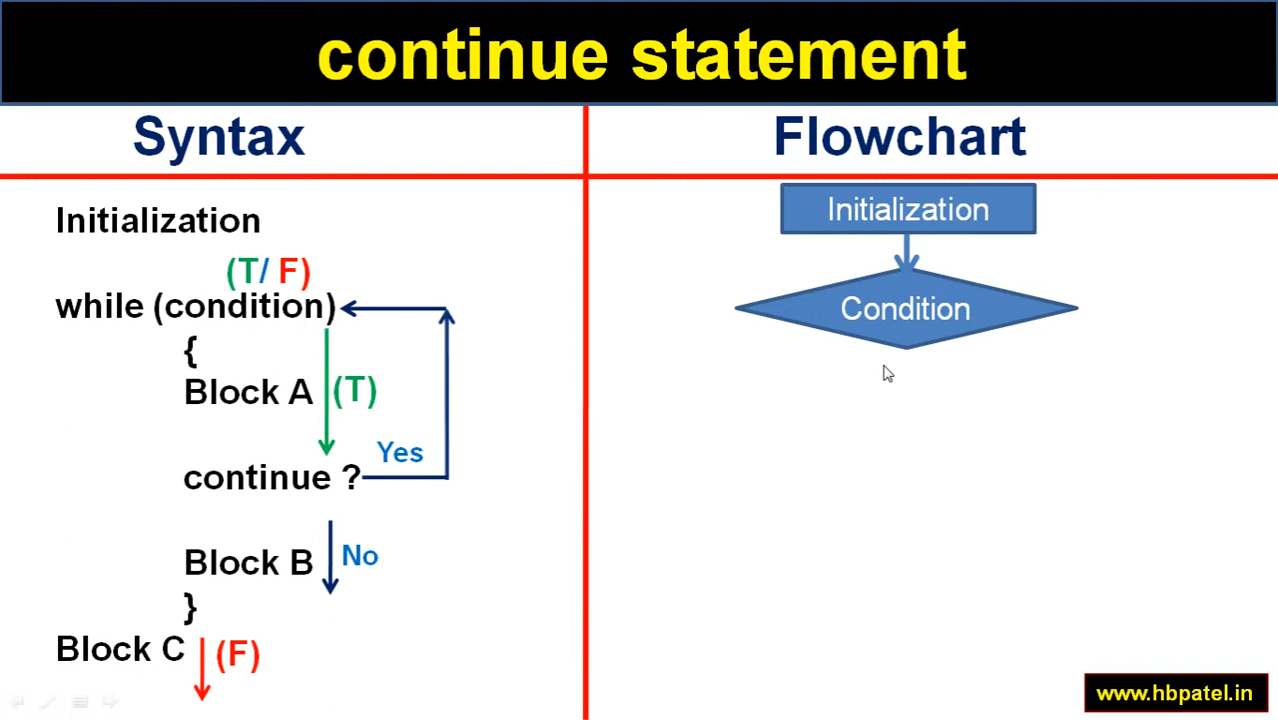 continue statement
Syntax
Initialization
(T/ F)
while (condition)
{
Block A (T)
Yes
continue ?
Block B No
}
Block C (F)
Flowchart
Initialization
Condition
www.hbpatel.in